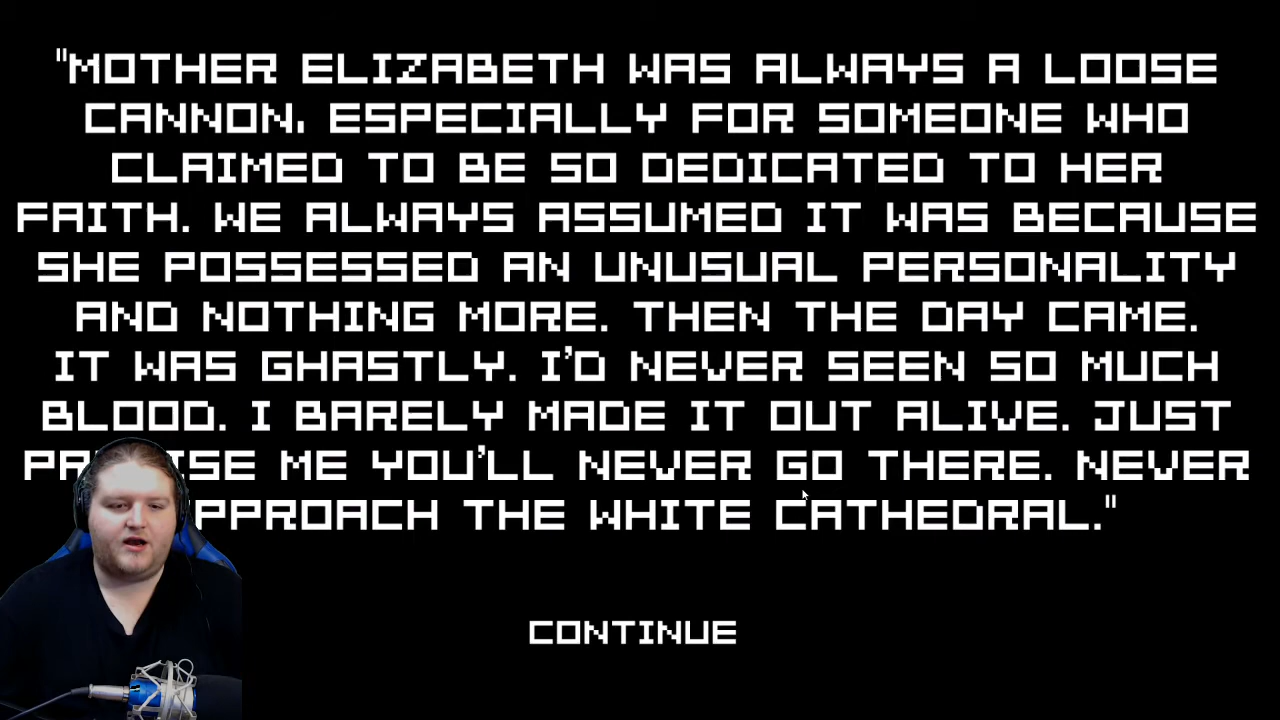 "MOTHER ELIZABETH WAS ALWAYS A LOOSE
CANNON. ESPECIALLY FOR SOMEONE WHO
CLAIMED TO BE SO DEDICATED TO HER
FAITH. WE ALWAYS ASSUMED IT WAS BECAUSE
SHE POSSESSED AN UNUSUAL PERSONALITY
AND NOTHING MORE. THEN THE DAY CAME.
IT WAS GHASTLY. I'D NEVER SEEN SO MUCH
BLOOD. I BARELY MADE IT OUT ALIVE. JUST
ME YOU'LL NEVER GO THERE. NEVER
THE WHITE CATHEDRAL."
CONTINUE